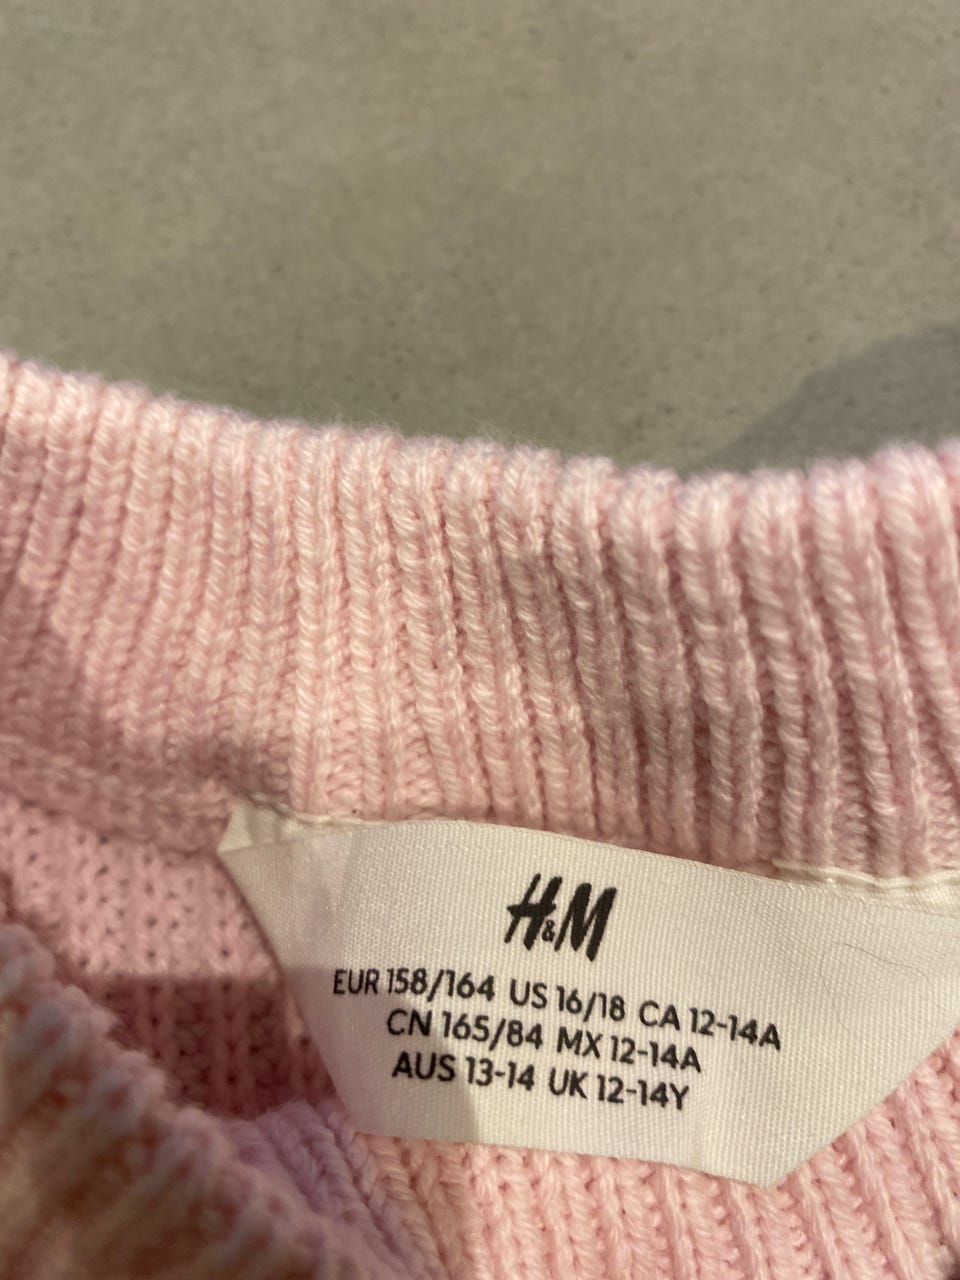 H&M
EUR 158/164 US 16/18 CA 12-14A
CN 165/84 MX 12-14A
AUS 13-14 UK 12-14Y